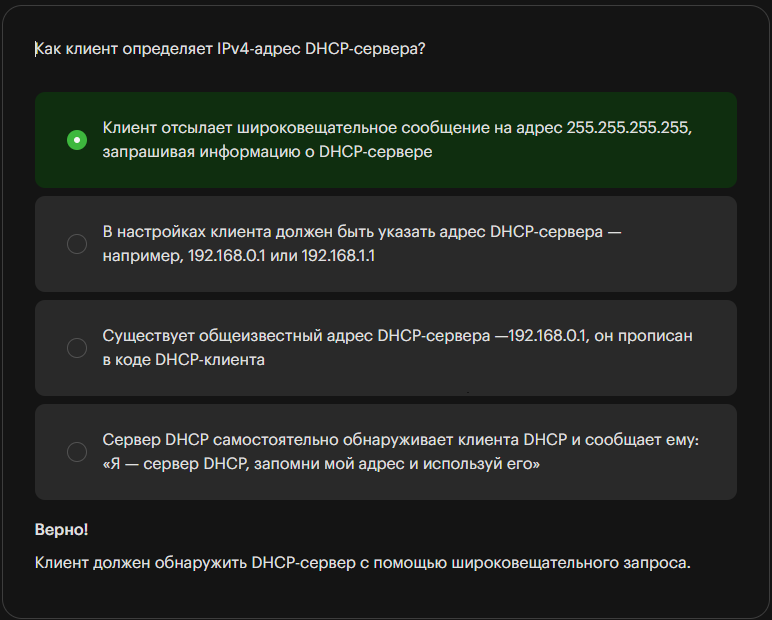 Как клиент определяет IPv4-адрес DHCP-сервера?
Клиент отсылает широковещательное сообщение на адрес 255.255.255.255,
запрашивая информацию о DHCP-сервере
В настройках клиента должен быть указать адрес DHCP-сервера —
например, 192.168.0.1 или 192.168.1.1
Существует общеизвестный адрес DHCP-сервера —192.168.0.1, он прописан
в коде DHCP-клиента
Сервер DHCP самостоятельно обнаруживает клиента DHCP и сообщает ему:
«Я — сервер DHCP, запомни мой адрес и используй его»
Верно!
Клиент должен обнаружить DHCP-сервер с помощью широковещательного запроса.